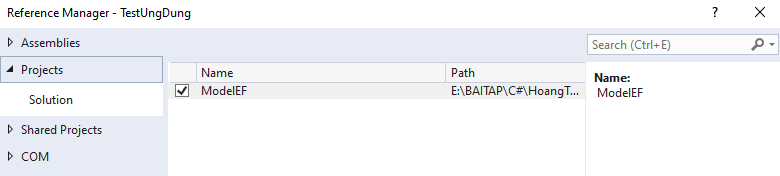 Reference Manager - TestUngDung
Assemblies
Search (Ctrl+E)
Projects
Name
Path
Name:
ModelEF
E:\BAITAP\C#\HoangT...
ModelEF
Solution
Shared Projects
COM